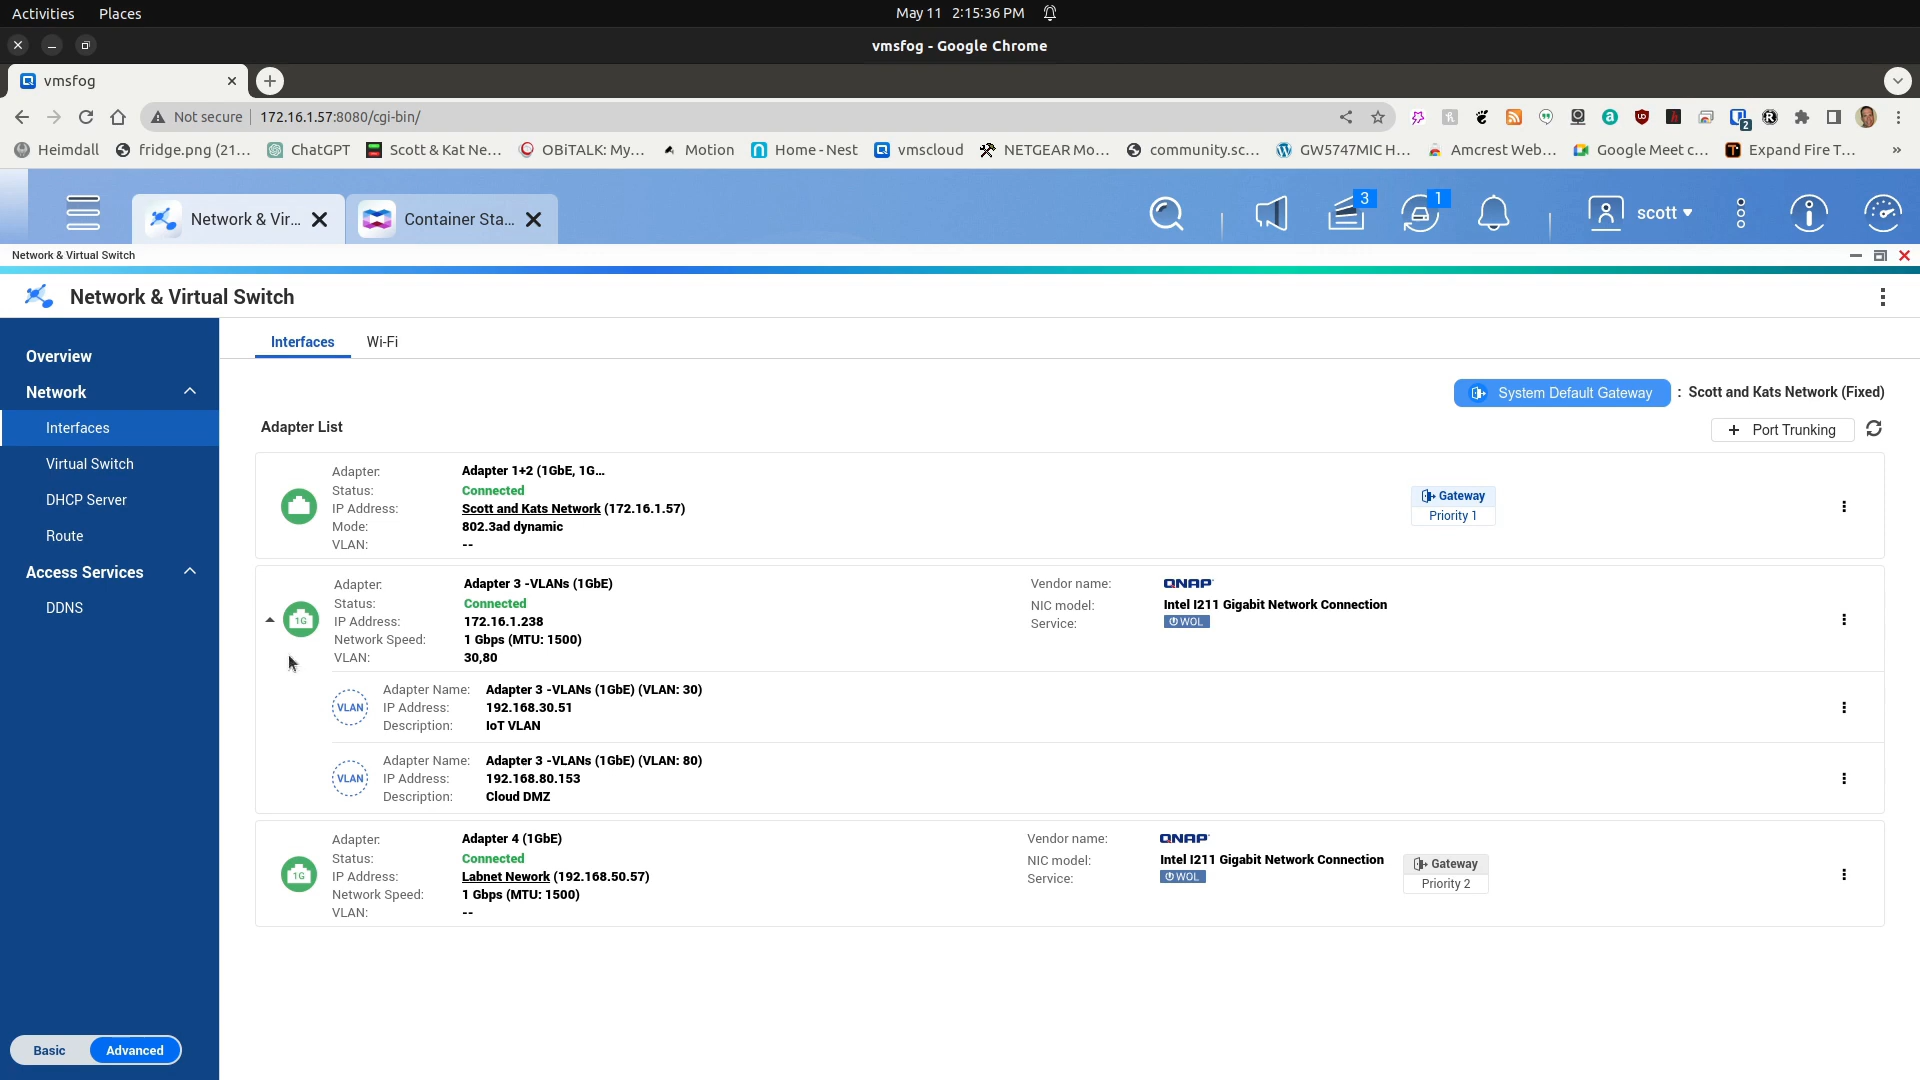 Activities Places May 11 2:15:36 PM
vmsfog - Google Chrome
vmsfog
Not secure 172.16.1.57:8080/cgi-bin/
2
Heimdall fridge.png (21... ChatGPT Scott & Kat Ne... OBiTALK: My... Motion Home - Nest vmscloud NETGEAR Mo... community.sc... GW5747MIC H... Amcrest Web... Google Meet c... Expand Fire T... »
Network & Vir... Container Sta... 3 1 scott
Network & Virtual Switch
Network & Virtual Switch
Overview
Network
Interfaces
Virtual Switch
DHCP Server
Route
Access Services
DDNS
Basic Advanced
Interfaces Wi-Fi
System Default Gateway : Scott and Kats Network (Fixed)
Adapter List + Port Trunking
Adapter: Adapter 1+2 (1GbE, 1G...
Status: Connected
IP Address: Scott and Kats Network (172.16.1.57)
Mode: 802.3ad dynamic
VLAN: --
Gateway
Priority 1
1G
Adapter: Adapter 3 -VLANs (1GbE)
Status: Connected
IP Address: 172.16.1.238
Network Speed: 1 Gbps (MTU: 1500)
VLAN: 30,80
Vendor name: QNAP
NIC model: Intel I211 Gigabit Network Connection
Service: WOL
VLAN
Adapter Name: Adapter 3 -VLANs (1GbE) (VLAN: 30)
IP Address: 192.168.30.51
Description: IoT VLAN
VLAN
Adapter Name: Adapter 3 -VLANs (1GbE) (VLAN: 80)
IP Address: 192.168.80.153
Description: Cloud DMZ
1G
Adapter: Adapter 4 (1GbE)
Status: Connected
IP Address: Labnet Nework (192.168.50.57)
Network Speed: 1 Gbps (MTU: 1500)
VLAN: --
Vendor name: QNAP
NIC model: Intel I211 Gigabit Network Connection
Service: WOL
Gateway
Priority 2